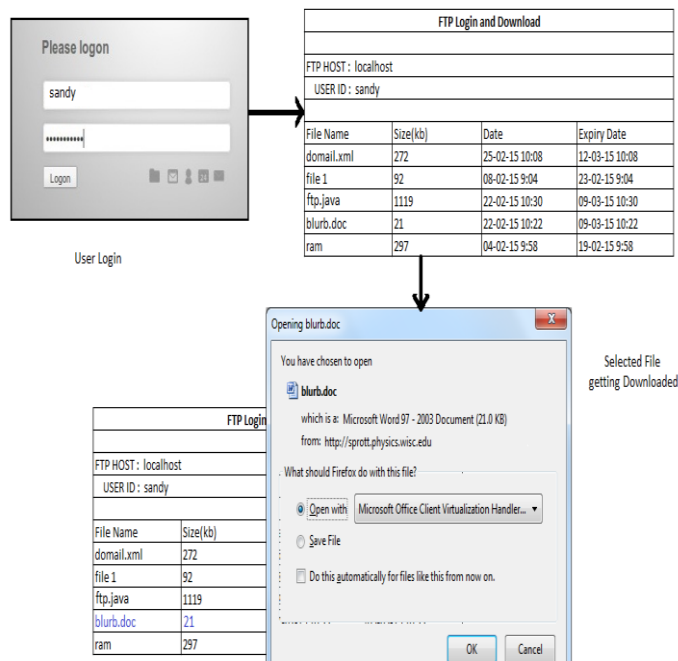 Please logon
sandy
Logon
User Login
FTP Login and Download
FTP HOST : localhost
USER ID : sandy
File Name Size(kb) Date Expiry Date
domail.xml 272 25-02-15 10:08 12-03-15 10:08
file 1 92 08-02-15 9:04 23-02-15 9:04
ftp.java 1119 22-02-15 10:30 09-03-15 10:30
blurb.doc 21 22-02-15 10:22 09-03-15 10:22
ram 297 04-02-15 9:58 19-02-15 9:58
Opening blurb.doc
You have chosen to open
blurb.doc
which is a: Microsoft Word 97 - 2003 Document (21.0 KB)
from: http://sprott.physics.wisc.edu
What should Firefox do with this file?
Open with Microsoft Office Client Virtualization Handler...
Save File
Do this automatically for files like this from now on.
OK Cancel
Selected File
getting Downloaded
FTP Login
FTP HOST : localhost
USER ID : sandy
File Name Size(kb)
domail.xml 272
file 1 92
ftp.java 1119
blurb.doc 21
ram 297